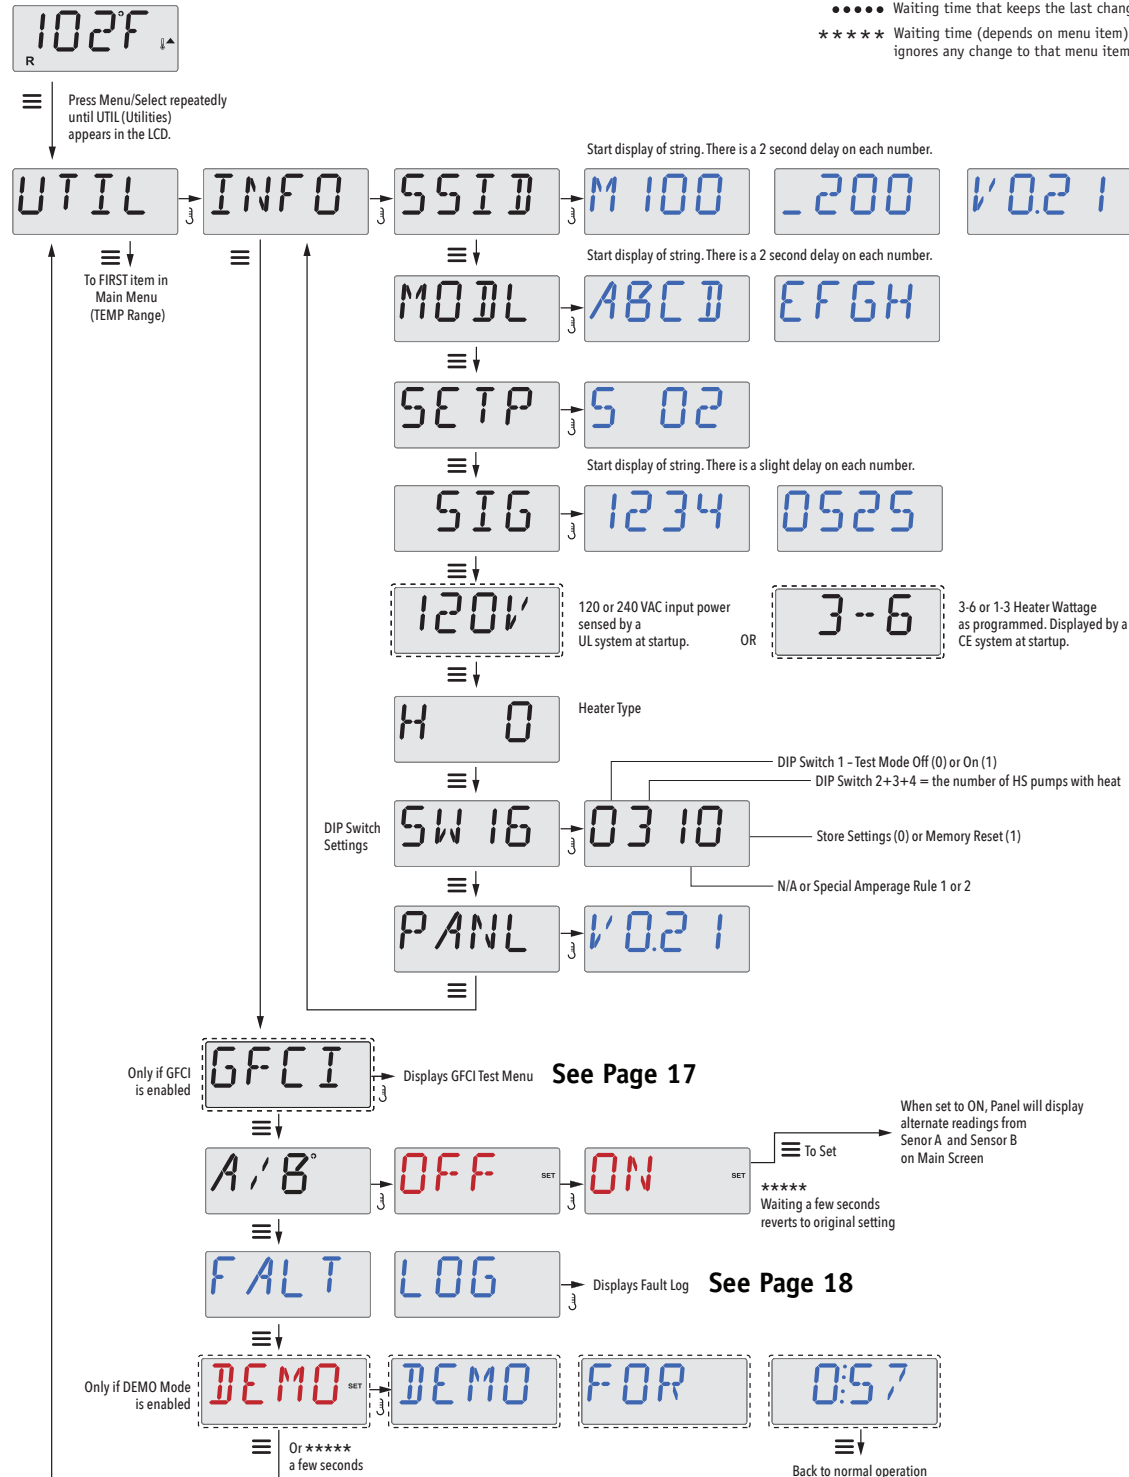 ●●●●● Waiting time that keeps the last chang
102°F
R
***** Waiting time (depends on menu item)
ignores any change to that menu item
Press Menu/Select repeatedly
until UTIL (Utilities)
appears in the LCD.
Start display of string. There is a 2 second delay on each number.
UTIL
INFO
SSID
M 100
_200
V 0.2 1
To FIRST item in
Main Menu
(TEMP Range)
Start display of string. There is a 2 second delay on each number.
MODL
ABCD
EFGH
SETP
S 02
Start display of string. There is a slight delay on each number.
SIG
1234
0525
120V
120 or 240 VAC input power
sensed by a
UL system at startup.
OR
3-6
3-6 or 1-3 Heater Wattage
as programmed. Displayed by a
CE system at startup.
H 0
Heater Type
DIP Switch 1 – Test Mode Off (0) or On (1)
DIP Switch 2+3+4 = the number of HS pumps with heat
DIP Switch
Settings
SW 16
0310
Store Settings (0) or Memory Reset (1)
N/A or Special Amperage Rule 1 or 2
PANL
V 0.2 1
Only if GFCI
is enabled
GFCI
Displays GFCI Test Menu
See Page 17
A/B°
OFF
SET
ON
SET
To Set
When set to ON, Panel will display
alternate readings from
Senor A and Sensor B
on Main Screen
*****
Waiting a few seconds
reverts to original setting
FALT
LOG
Displays Fault Log
See Page 18
Only if DEMO Mode
is enabled
DEMO
SET
DEMO
FOR
0:57
Or *****
a few seconds
Back to normal operation